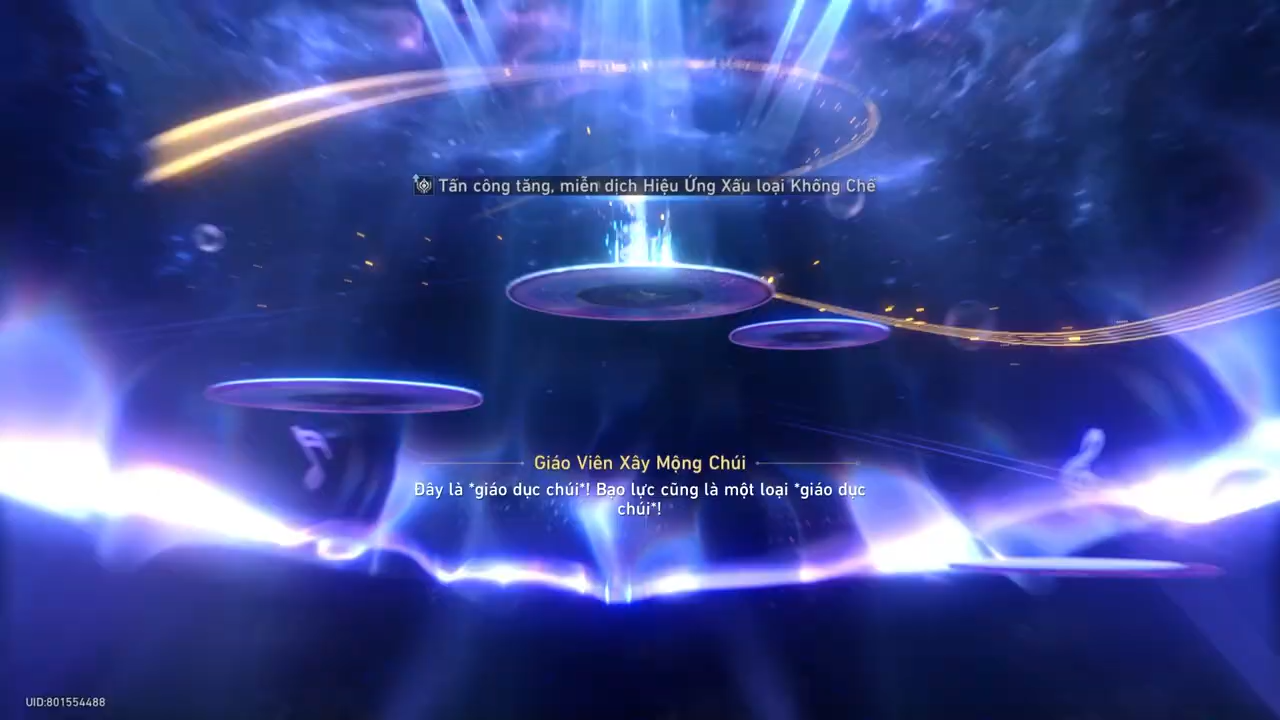 Tấn công tăng, miễn dịch Hiệu Ứng Xấu loại Khống Chế
Giáo Viên Xây Mộng Chúi
Đây là *giáo dục chúi*! Bạo lực cũng là một loại *giáo dục
chúi*!
UID:801554488